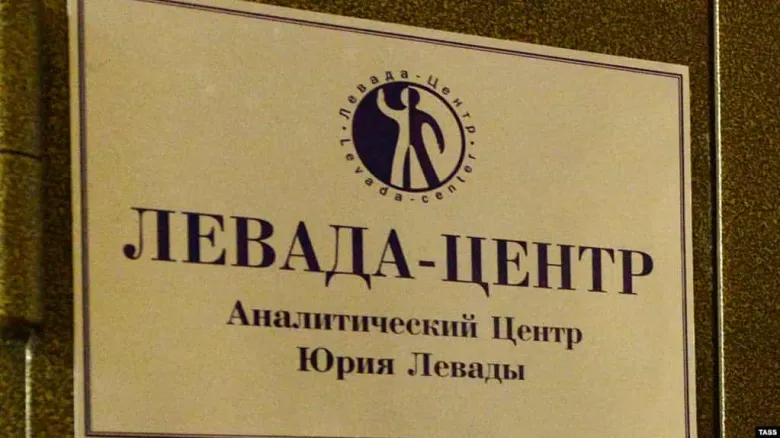 Левада-Центр
Levada-center
ЛЕВАДА-ЦЕНТР
Аналитический Центр
Юрия Левады
TASS